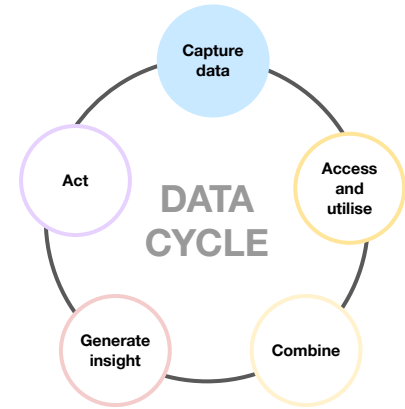 Capture
data
Access
and
utilise
Act
DATA
CYCLE
Generate
insight
Combine